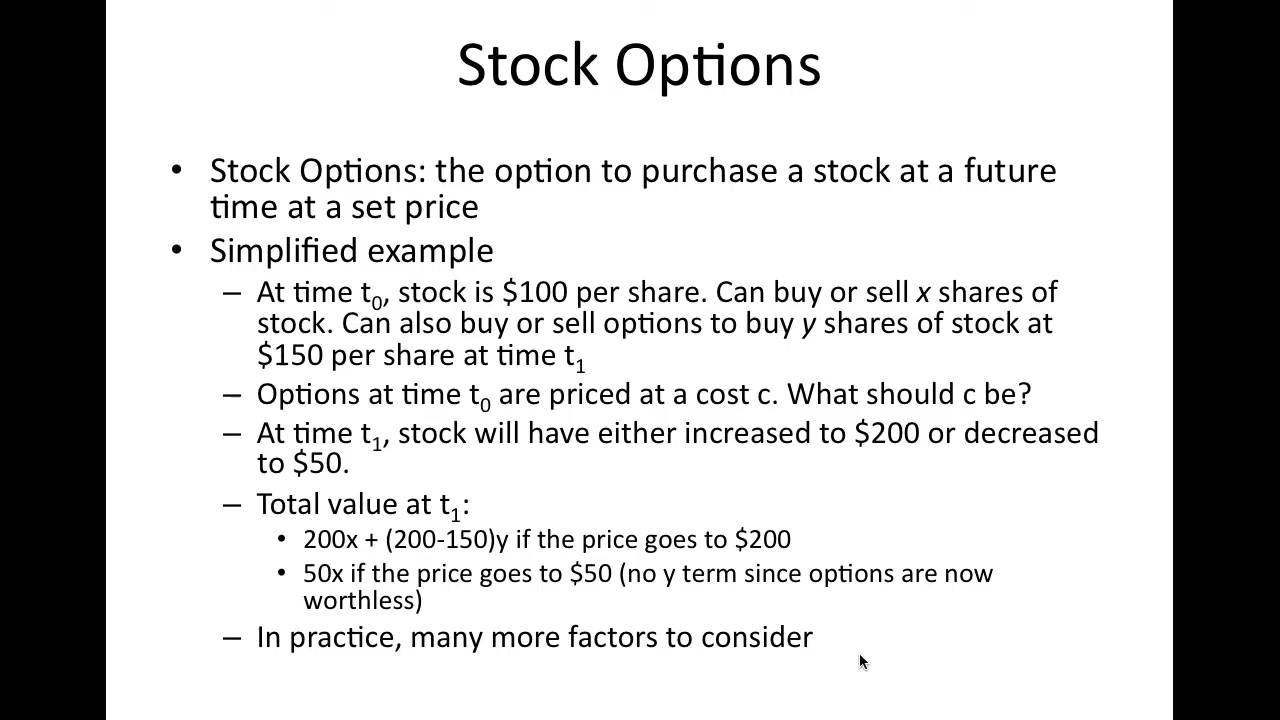 Stock Options
• Stock Options: the option to purchase a stock at a future
time at a set price
• Simplified example
– At time t₀, stock is $100 per share. Can buy or sell x shares of
stock. Can also buy or sell options to buy y shares of stock at
$150 per share at time t₁
– Options at time t₀ are priced at a cost c. What should c be?
– At time t₁, stock will have either increased to $200 or decreased
to $50.
– Total value at t₁:
• 200x + (200-150)y if the price goes to $200
• 50x if the price goes to $50 (no y term since options are now
worthless)
– In practice, many more factors to consider